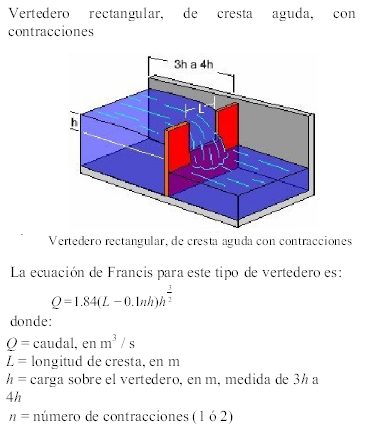 Vertedero rectangular, de cresta aguda, con
contracciones
3h a 4h
L
h
Vertedero rectangular, de cresta aguda con contracciones
La ecuación de Francis para este tipo de vertedero es:
Q = 1.84(L − 0.1nh)h^{3/2}
donde:
Q = caudal, en m³ / s
L = longitud de cresta, en m
h = carga sobre el vertedero, en m, medida de 3h a
4h
n = número de contracciones (1 ó 2)